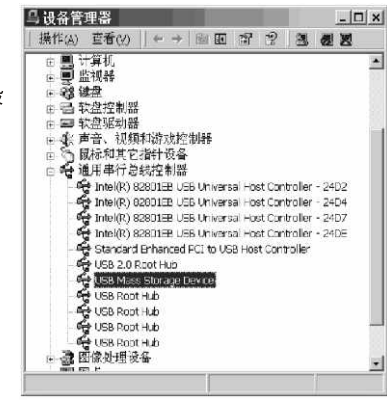 设备管理器
操作(A) 查看(V)
计算机
监视器
键盘
软盘控制器
软盘驱动器
声音、视频和游戏控制器
鼠标和其它指针设备
通用串行总线控制器
Intel(R) 82801EB USB Universal Host Controller - 24D2
Intel(R) 82801EB USB Universal Host Controller - 24D4
Intel(R) 82801EB USB Universal Host Controller - 24D7
Intel(R) 82801EB USB Universal Host Controller - 24DE
Standard Enhanced PCI to USB Host Controller
USB 2.0 Root Hub
USB Mass Storage Device
USB Root Hub
USB Root Hub
USB Root Hub
USB Root Hub
图像处理设备